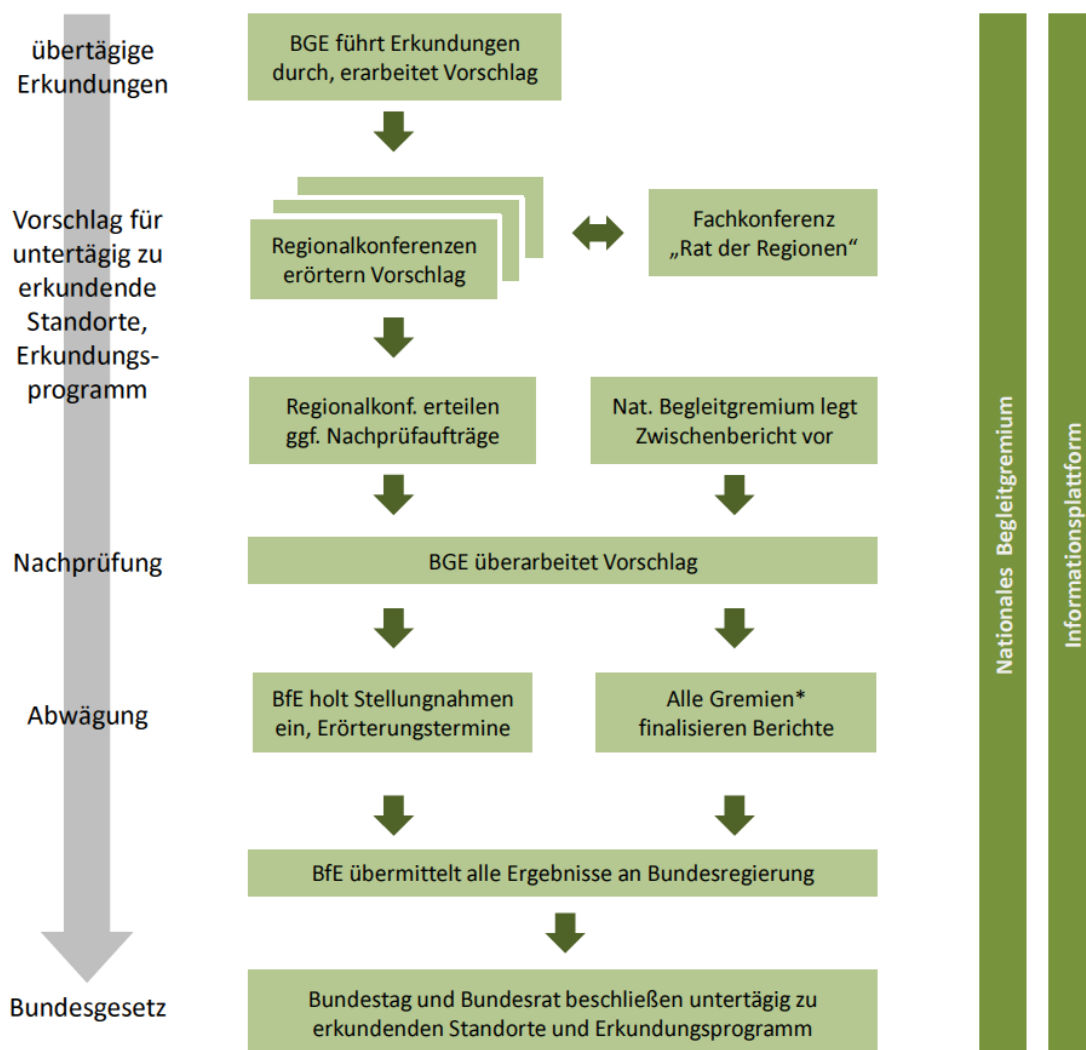 übertägige
Erkundungen
BGE führt Erkundungen
durch, erarbeitet Vorschlag
Vorschlag für
untertägig zu
erkundende
Standorte,
Erkundungs-
programm
Regionalkonferenzen
erörtern Vorschlag
Fachkonferenz
„Rat der Regionen“
Regionalkonf. erteilen
ggf. Nachprüfaufträge
Nat. Begleitgremium legt
Zwischenbericht vor
Nachprüfung
BGE überarbeitet Vorschlag
Abwägung
BfE holt Stellungnahmen
ein, Erörterungstermine
Alle Gremien*
finalisieren Berichte
BfE übermittelt alle Ergebnisse an Bundesregierung
Bundesgesetz
Bundestag und Bundesrat beschließen untertägig zu
erkundenden Standorte und Erkundungsprogramm
Nationales Begleitgremium
Informationsplattform